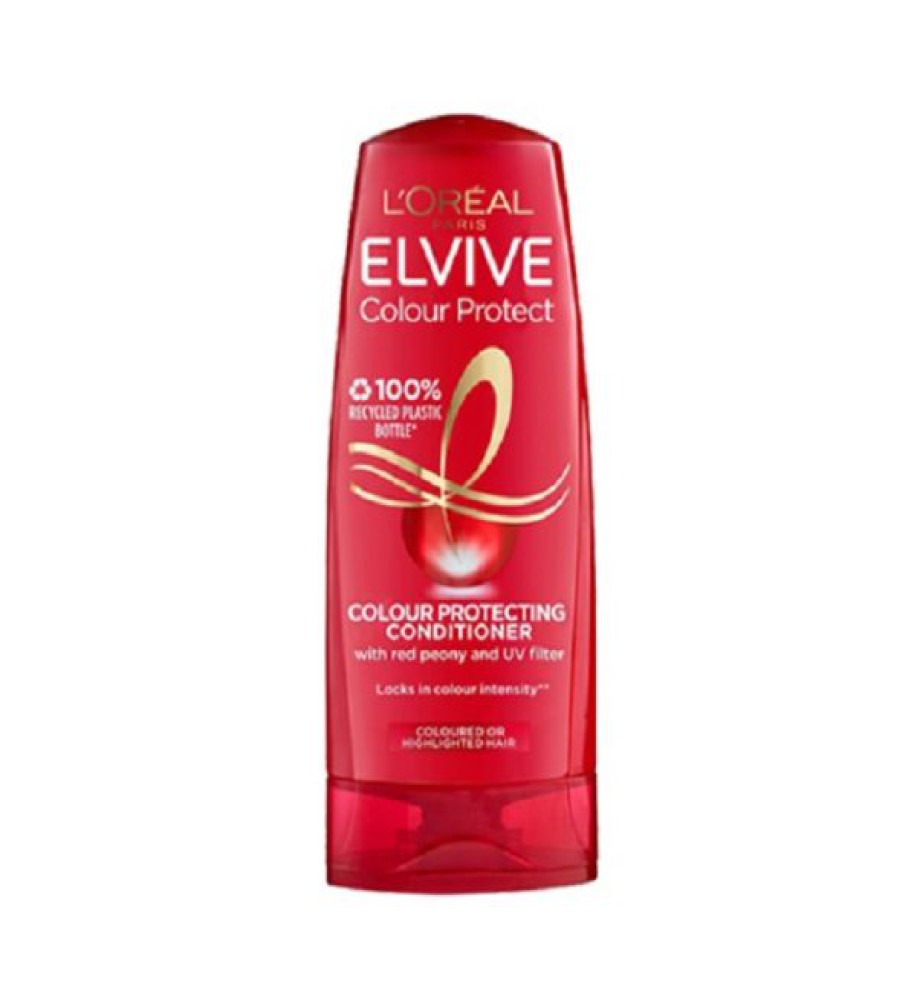 L'ORÉAL
PARIS
ELVIVE
Colour Protect
100%
RECYCLED PLASTIC
BOTTLE*
COLOUR PROTECTING
CONDITIONER
with red peony and UV filter
Locks in colour intensity**
COLOURED OR
HIGHLIGHTED HAIR